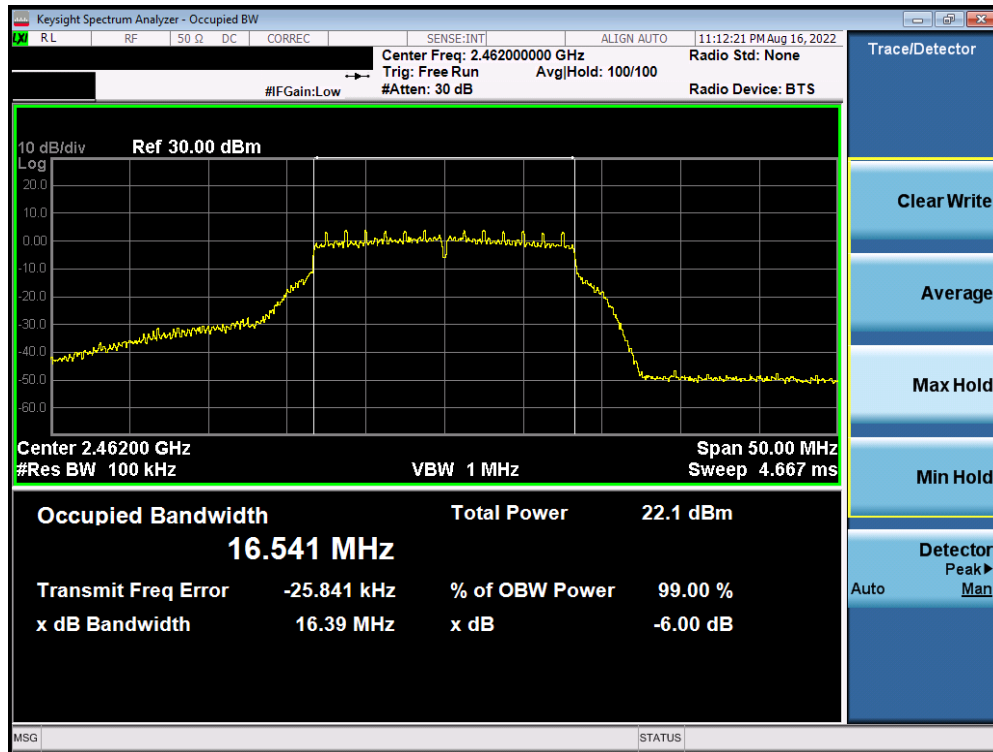 Keysight Spectrum Analyzer - Occupied BW
LXI RL RF 50 Ω DC CORREC SENSE:INT ALIGN AUTO 11:12:21 PM Aug 16, 2022
Center Freq: 2.462000000 GHz Radio Std: None
Trig: Free Run Avg|Hold: 100/100
#IFGain:Low #Atten: 30 dB Radio Device: BTS
10 dB/div Ref 30.00 dBm
Log
20.0
10.0
0.00
-10.0
-20.0
-30.0
-40.0
-50.0
-60.0
Center 2.46200 GHz Span 50.00 MHz
#Res BW 100 kHz VBW 1 MHz Sweep 4.667 ms
Occupied Bandwidth Total Power 22.1 dBm
16.541 MHz
Transmit Freq Error -25.841 kHz % of OBW Power 99.00 %
x dB Bandwidth 16.39 MHz x dB -6.00 dB
MSG STATUS
Trace/Detector
Clear Write
Average
Max Hold
Min Hold
Detector
Peak▶
Auto Man